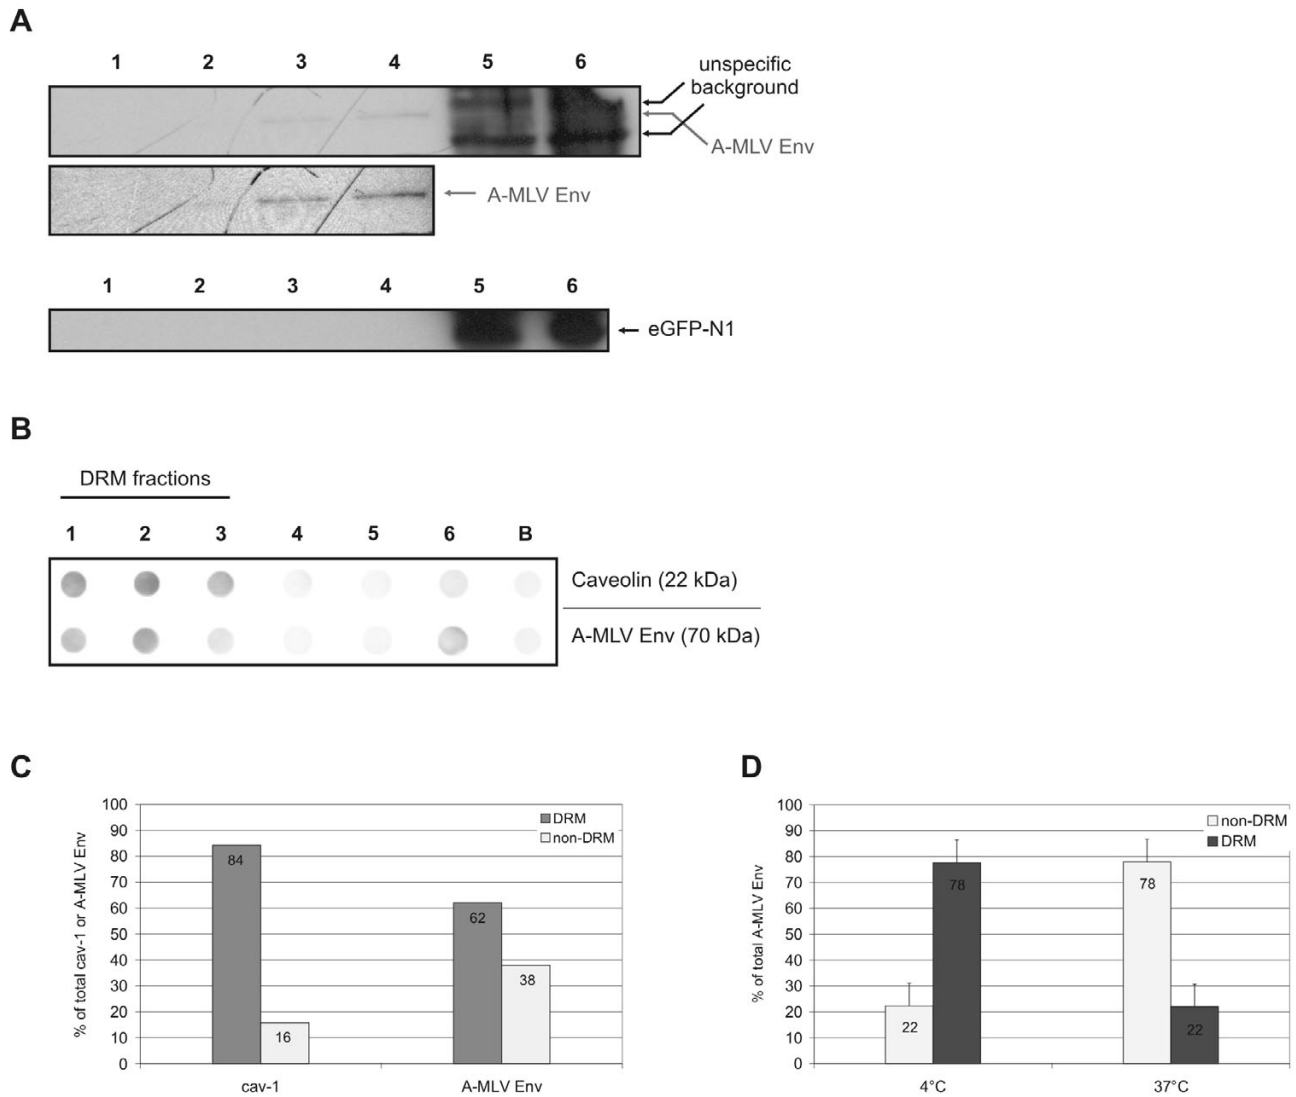 A
1 2 3 4 5 6
unspecific
background
A-MLV Env
A-MLV Env
1 2 3 4 5 6
eGFP-N1
B
DRM fractions
1 2 3 4 5 6 B
Caveolin (22 kDa)
A-MLV Env (70 kDa)
C
% of total cav-1 or A-MLV Env
100
90
80
70
60
50
40
30
20
10
0
DRM
non-DRM
84
16
62
38
cav-1 A-MLV Env
D
% of total A-MLV Env
100
90
80
70
60
50
40
30
20
10
0
non-DRM
DRM
22
78
78
22
4°C 37°C